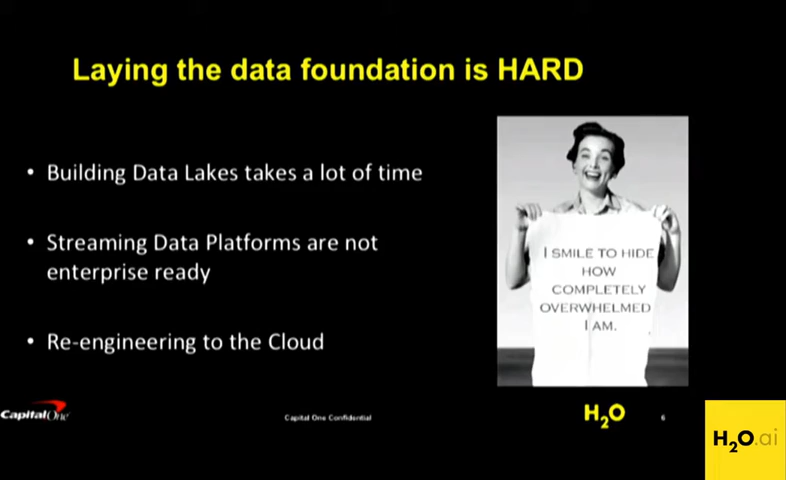 Laying the data foundation is HARD
• Building Data Lakes takes a lot of time
• Streaming Data Platforms are not
enterprise ready
• Re-engineering to the Cloud
I SMILE TO HIDE
HOW
COMPLETELY
OVERWHELMED
I AM.
CapitalOne
Capital One Confidential
H2O
6
H2O.ai